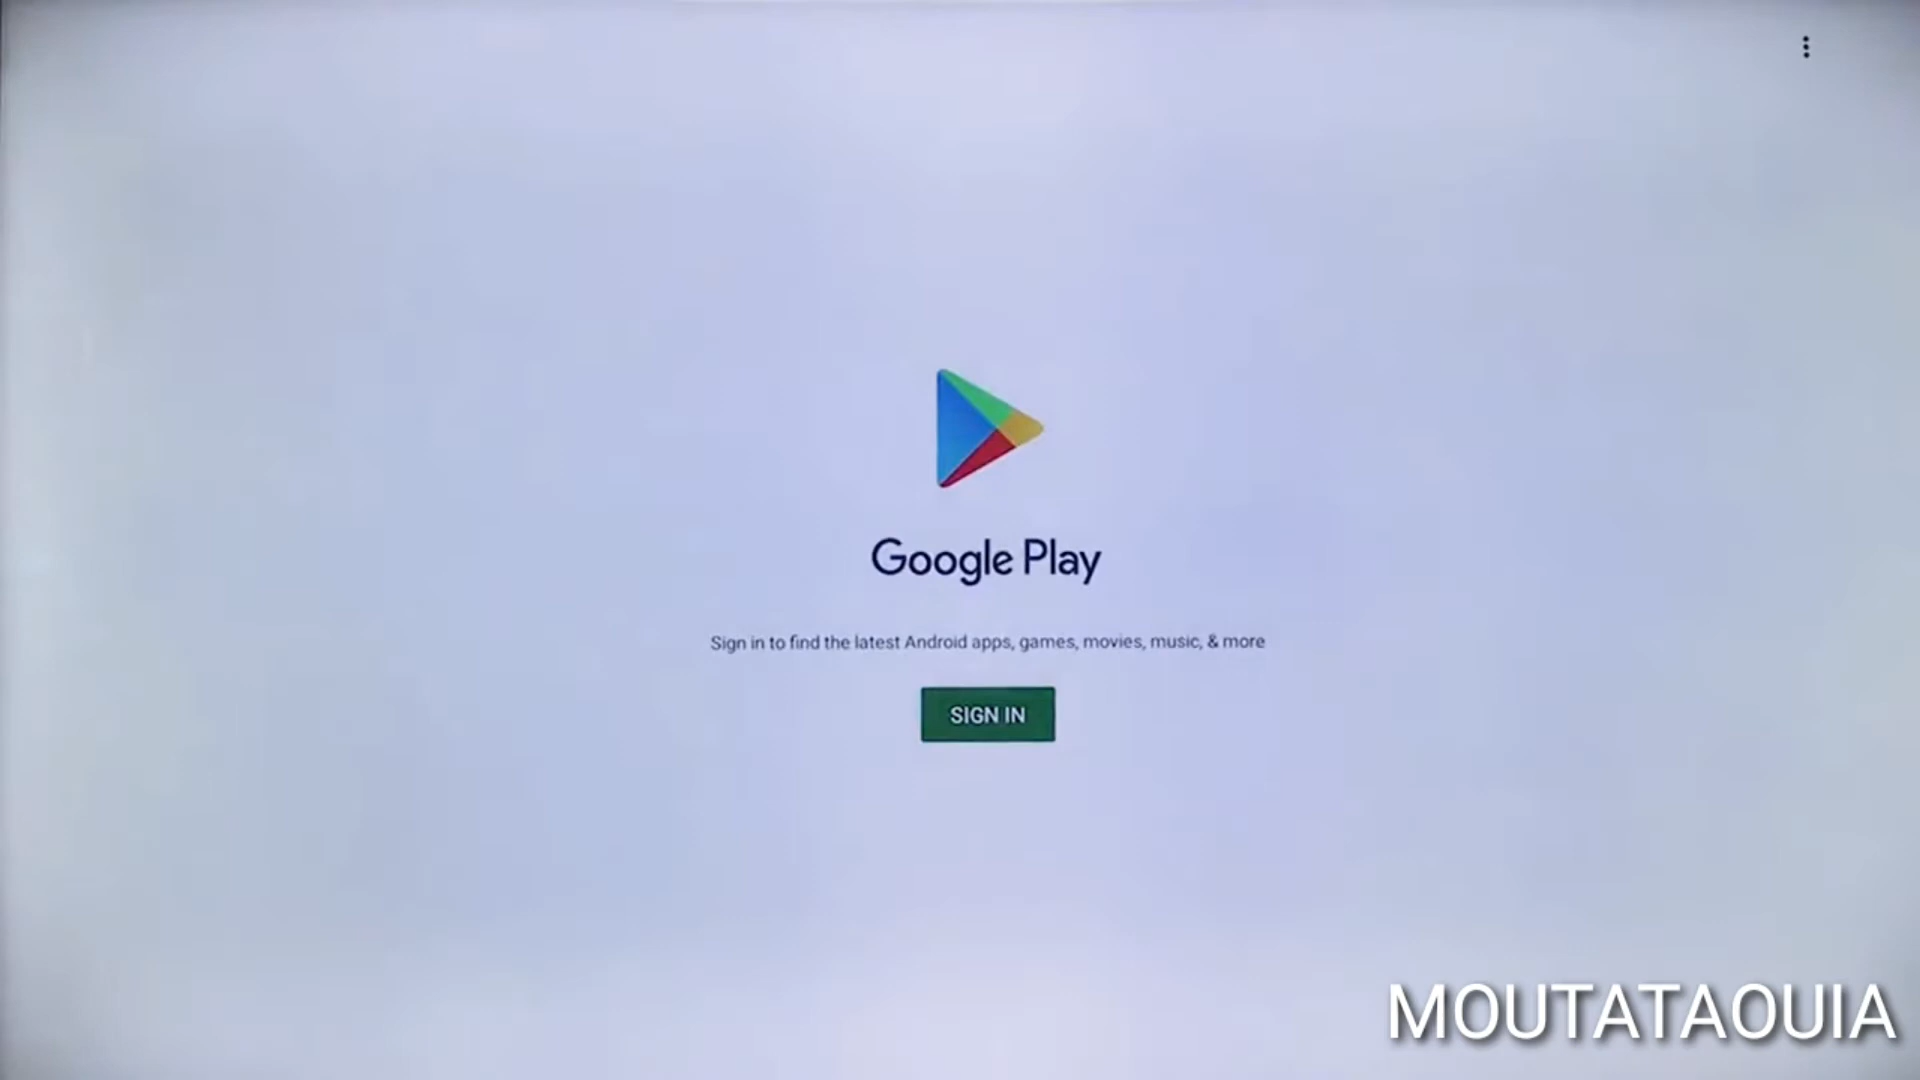 Google Play
Sign in to find the latest Android apps, games, movies, music, & more
SIGN IN
MOUTATAOUIA